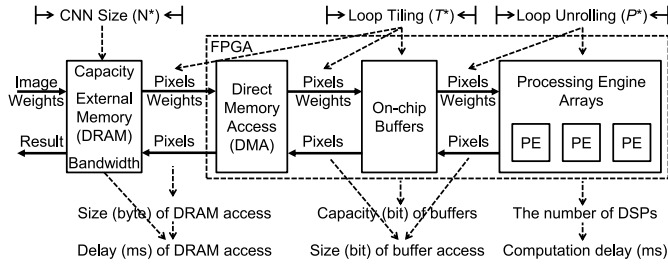 CNN Size (N*)
Loop Tiling (T*)
Loop Unrolling (P*)
FPGA
Image
Weights
Result
Capacity
External
Memory
(DRAM)
Bandwidth
Pixels
Weights
Pixels
Direct
Memory
Access
(DMA)
Pixels
Weights
Pixels
On-chip
Buffers
Pixels
Weights
Pixels
Processing Engine
Arrays
PE PE PE
Size (byte) of DRAM access
Capacity (bit) of buffers
The number of DSPs
Delay (ms) of DRAM access
Size (bit) of buffer access
Computation delay (ms)